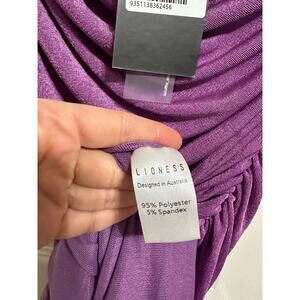 9351138362456
LIONESS
Designed in Australia
95% Polyester
5% Spandex